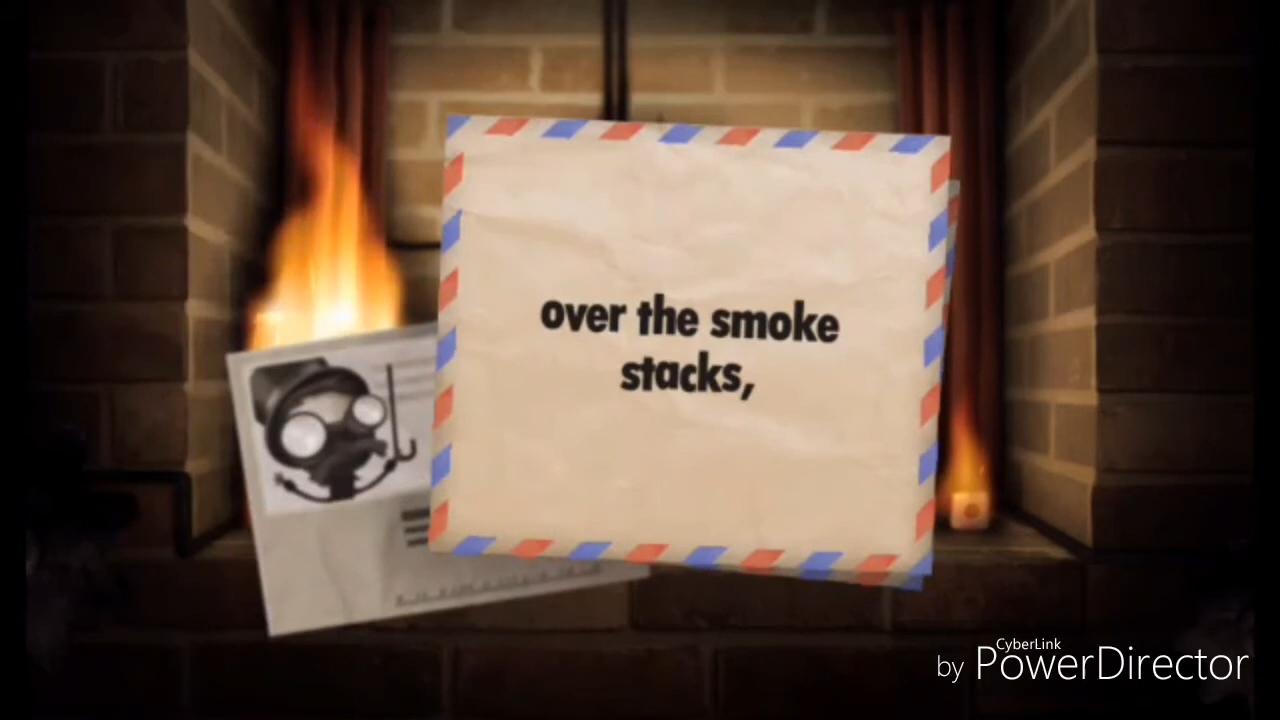 over the smoke
stacks,
CyberLink
by PowerDirector